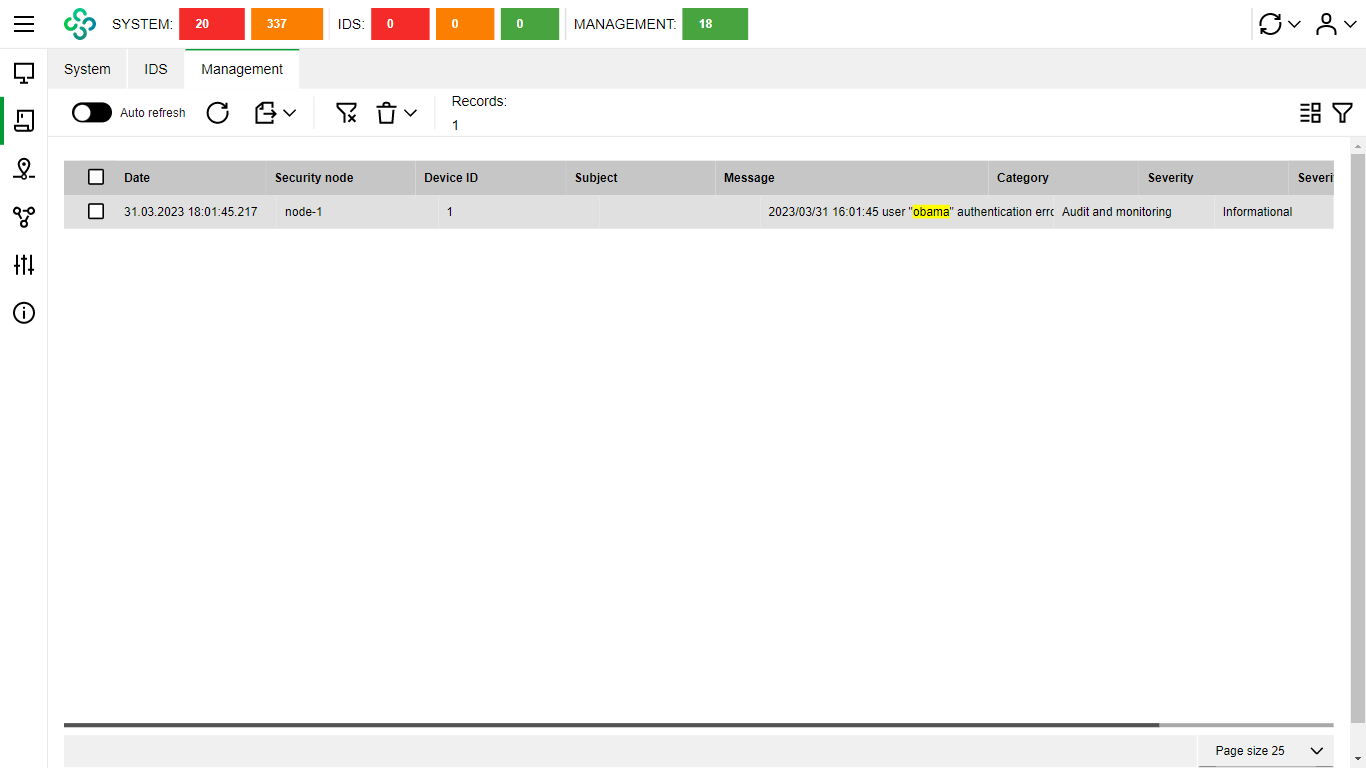 SYSTEM: 20 337 IDS: 0 0 0 MANAGEMENT: 18
System IDS Management
Auto refresh
Records:
1
Date Security node Device ID Subject Message Category Severity Severi
31.03.2023 18:01:45.217 node-1 1 2023/03/31 16:01:45 user "obama" authentication erro Audit and monitoring Informational
Page size 25